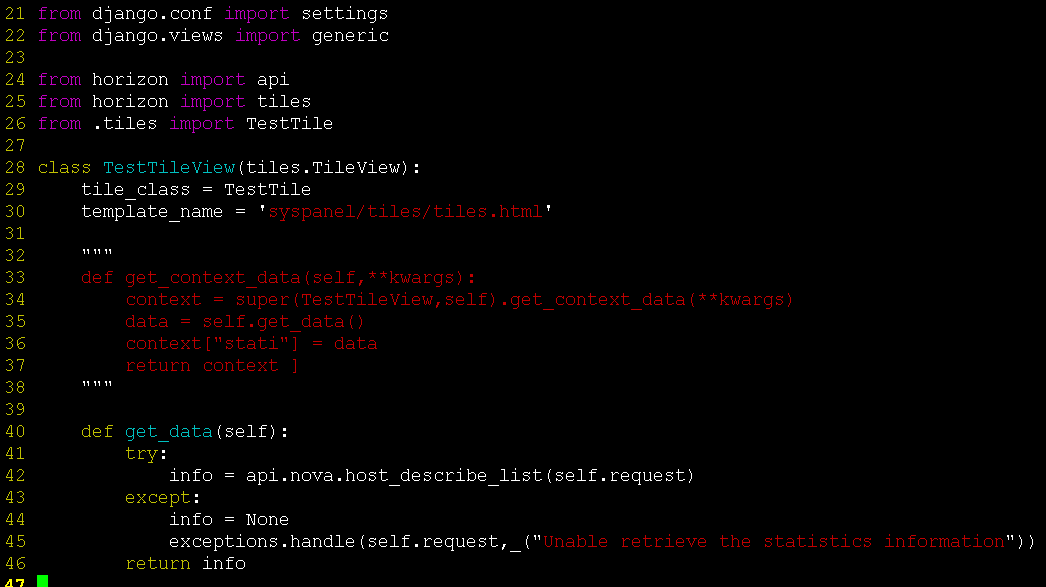 21 from django.conf import settings
22 from django.views import generic
23
24 from horizon import api
25 from horizon import tiles
26 from .tiles import TestTile
27
28 class TestTileView(tiles.TileView):
29     tile_class = TestTile
30     template_name = 'syspanel/tiles/tiles.html'
31
32     """
33     def get_context_data(self,**kwargs):
34         context = super(TestTileView,self).get_context_data(**kwargs)
35         data = self.get_data()
36         context["stati"] = data
37         return context ]
38     """
39
40     def get_data(self):
41         try:
42             info = api.nova.host_describe_list(self.request)
43         except:
44             info = None
45             exceptions.handle(self.request,_("Unable retrieve the statistics information"))
46         return info
47